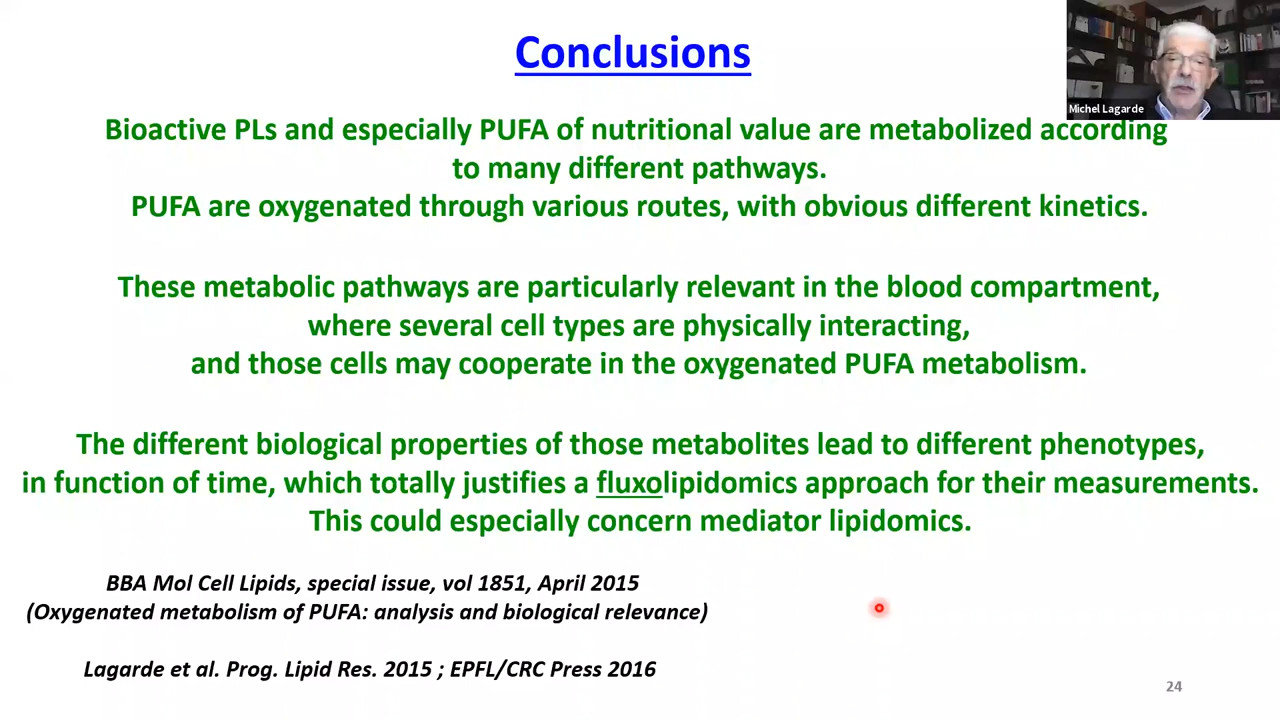 Conclusions
Michel Lagarde
Bioactive PLs and especially PUFA of nutritional value are metabolized according
to many different pathways.
PUFA are oxygenated through various routes, with obvious different kinetics.
These metabolic pathways are particularly relevant in the blood compartment,
where several cell types are physically interacting,
and those cells may cooperate in the oxygenated PUFA metabolism.
The different biological properties of those metabolites lead to different phenotypes,
in function of time, which totally justifies a fluxolipidomics approach for their measurements.
This could especially concern mediator lipidomics.
BBA Mol Cell Lipids, special issue, vol 1851, April 2015
(Oxygenated metabolism of PUFA: analysis and biological relevance)
Lagarde et al. Prog. Lipid Res. 2015 ; EPFL/CRC Press 2016
24